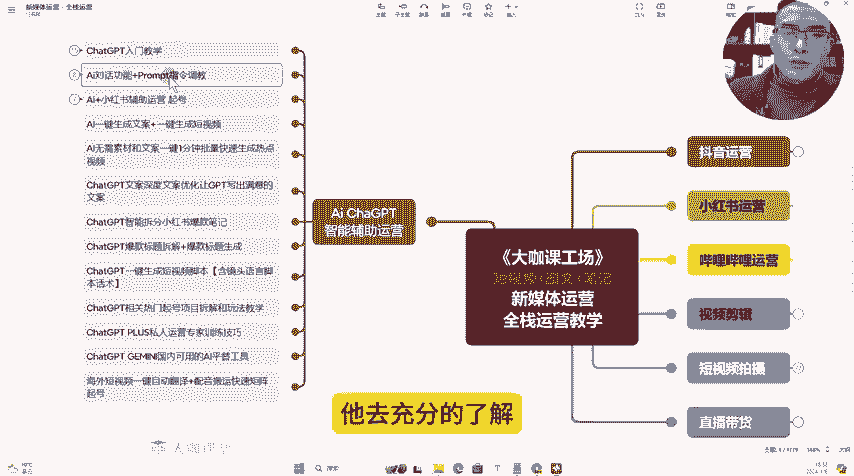 新媒体运营·全栈运营
ChatGPT入门教学
Ai对话功能+Prompt指令调教
Ai+小红书辅助运营 起号
AI一键生成文案+一键生成短视频
AI无需素材和文案一键1分钟批量快速生成热点
视频
ChatGPT文案深度文案优化让GPT写出满意的
文案
ChatGPT智能拆分小红书爆款笔记
ChatGPT爆款标题拆解+爆款标题生成
ChatGPT一键生成短视频脚本【含镜头语言脚
本话术】
ChatGPT相关热门起号项目拆解和玩法教学
ChatGPT PLUS私人运营专家训练技巧
ChatGPT GEMINI国内可用的AI平替工具
海外短视频一键自动翻译+配音搬运快速矩阵
起号
Ai ChaGPT
智能辅助运营
《大咖课工场》
新媒体运营
全栈运营教学
抖音运营
小红书运营
哔哩哔哩运营
视频剪辑
短视频拍摄
直播带货
他去充分的了解